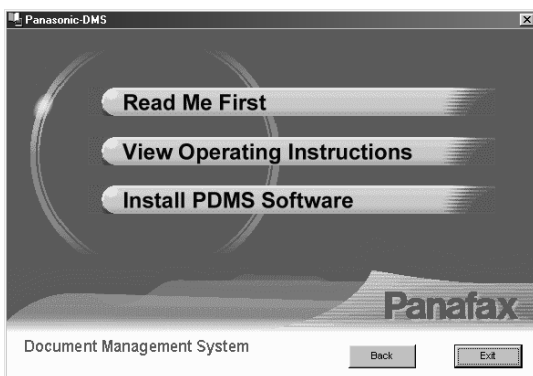 Panasonic-DMS
Read Me First
View Operating Instructions
Install PDMS Software
Panafax
Document Management System
Back
Exit